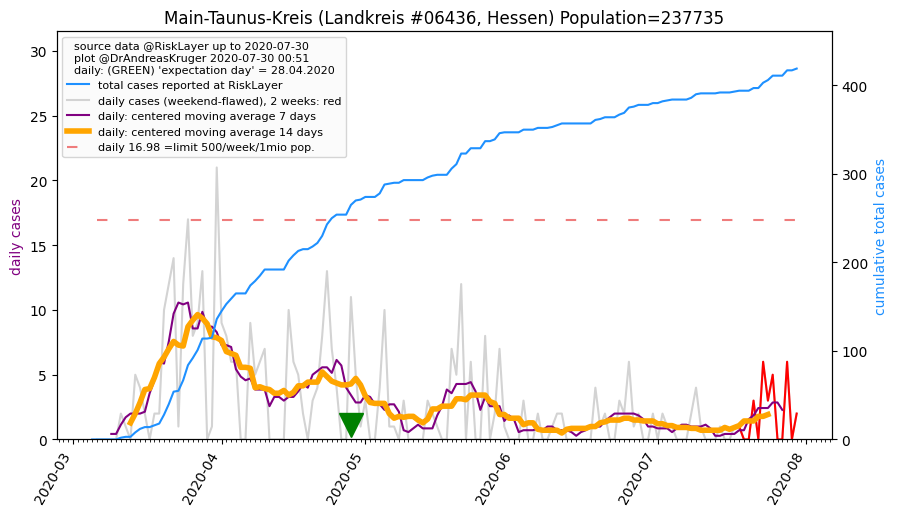 Main-Taunus-Kreis (Landkreis #06436, Hessen) Population=237735
source data @RiskLayer up to 2020-07-30
plot @DrAndreasKruger 2020-07-30 00:51
daily: (GREEN) 'expectation day' = 28.04.2020
total cases reported at RiskLayer
daily cases (weekend-flawed), 2 weeks: red
daily: centered moving average 7 days
daily: centered moving average 14 days
daily 16.98 =limit 500/week/1mio pop.
daily cases
30
25
20
15
10
5
0
cumulative total cases
400
300
200
100
0
2020-03
2020-04
2020-05
2020-06
2020-07
2020-08